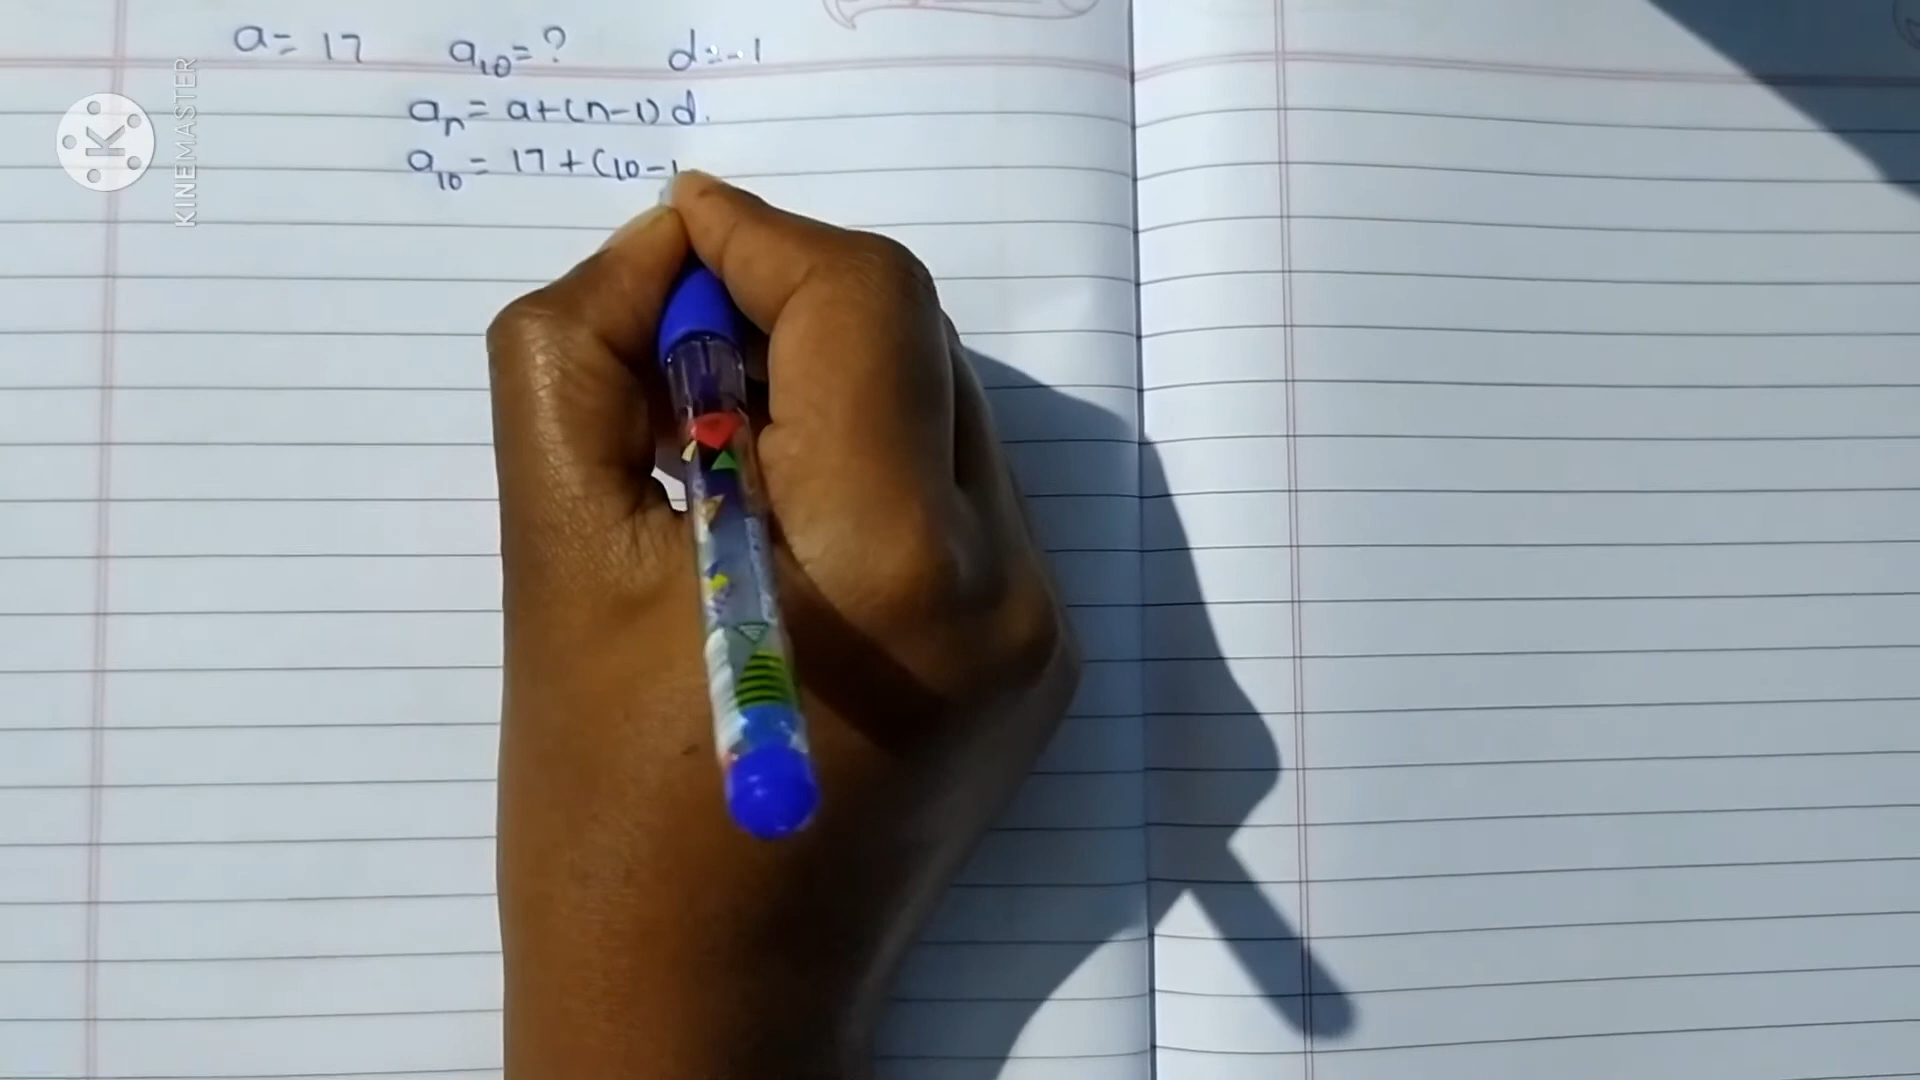 a = 17 a₁₀ = ? d = -1
aₙ = a+(n-1) d.
a₁₀ = 17 + (10-1
KINEMASTER